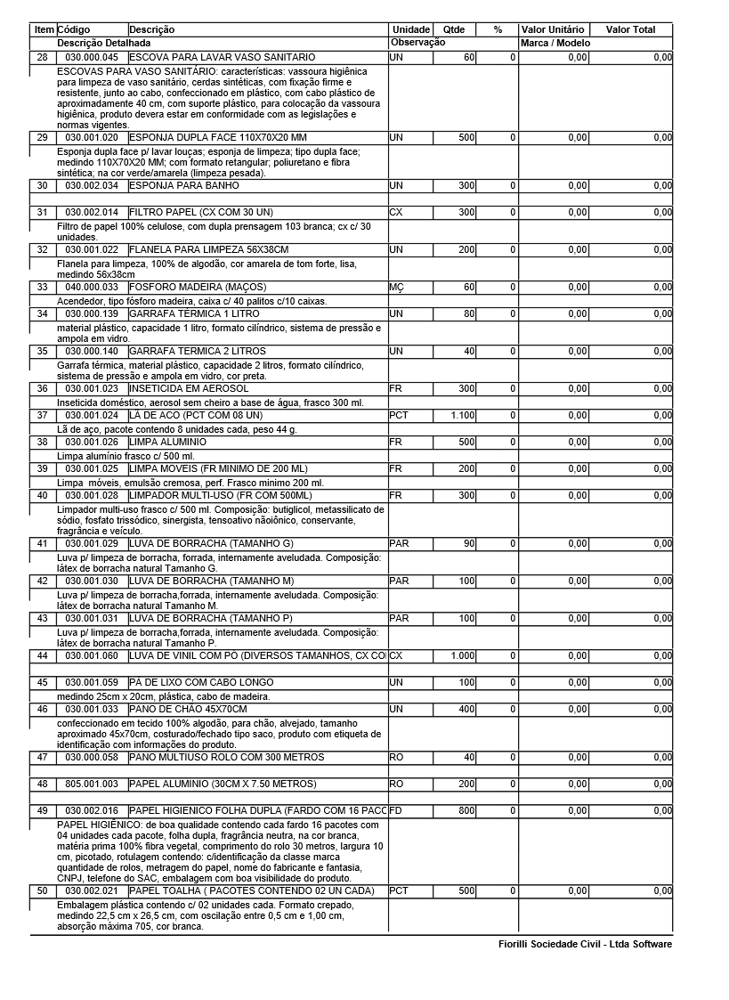 Item Código Descrição Unidade Qtde % Valor Unitário Valor Total
Descrição Detalhada Observação Marca / Modelo
28 030.000.045 ESCOVA PARA LAVAR VASO SANITARIO UN 60 0 0,00 0,00
ESCOVAS PARA VASO SANITÁRIO: características: vassoura higiênica
para limpeza de vaso sanitário, cerdas sintéticas, com fixação firme e
resistente, junto ao cabo, confeccionado em plástico, com cabo plástico de
aproximadamente 40 cm, com suporte plástico, para colocação da vassoura
higiênica, produto devera estar em conformidade com as legislações e
normas vigentes.
29 030.001.020 ESPONJA DUPLA FACE 110X70X20 MM UN 500 0 0,00 0,00
Esponja dupla face p/ lavar louças; esponja de limpeza; tipo dupla face;
medindo 110X70X20 MM; com formato retangular; poliuretano e fibra
sintética; na cor verde/amarela (limpeza pesada).
30 030.002.034 ESPONJA PARA BANHO UN 300 0 0,00 0,00
31 030.002.014 FILTRO PAPEL (CX COM 30 UN) CX 300 0 0,00 0,00
Filtro de papel 100% celulose, com dupla prensagem 103 branca; cx c/ 30
unidades.
32 030.001.022 FLANELA PARA LIMPEZA 56X38CM UN 200 0 0,00 0,00
Flanela para limpeza, 100% de algodão, cor amarela de tom forte, lisa,
medindo 56x38cm
33 040.000.033 FOSFORO MADEIRA (MAÇOS) MÇ 60 0 0,00 0,00
Acendedor, tipo fósforo madeira, caixa c/ 40 palitos c/10 caixas.
34 030.000.139 GARRAFA TÉRMICA 1 LITRO UN 80 0 0,00 0,00
material plástico, capacidade 1 litro, formato cilíndrico, sistema de pressão e
ampola em vidro.
35 030.000.140 GARRAFA TERMICA 2 LITROS UN 40 0 0,00 0,00
Garrafa térmica, material plástico, capacidade 2 litros, formato cilíndrico,
sistema de pressão e ampola em vidro, cor preta.
36 030.001.023 INSETICIDA EM AEROSOL FR 300 0 0,00 0,00
Inseticida doméstico, aerosol sem cheiro a base de água, frasco 300 ml.
37 030.001.024 LÃ DE ACO (PCT COM 08 UN) PCT 1.100 0 0,00 0,00
Lã de aço, pacote contendo 8 unidades cada, peso 44 g.
38 030.001.026 LIMPA ALUMINIO FR 500 0 0,00 0,00
Limpa alumínio frasco c/ 500 ml.
39 030.001.025 LIMPA MOVEIS (FR MINIMO DE 200 ML) FR 200 0 0,00 0,00
Limpa móveis, emulsão cremosa, perf. Frasco minimo 200 ml.
40 030.001.028 LIMPADOR MULTI-USO (FR COM 500ML) FR 300 0 0,00 0,00
Limpador multi-uso frasco c/ 500 ml. Composição: butiglicol, metassilicato de
sódio, fosfato trissódico, sinergista, tensoativo nãoiônico, conservante,
fragrância e veículo.
41 030.001.029 LUVA DE BORRACHA (TAMANHO G) PAR 90 0 0,00 0,00
Luva p/ limpeza de borracha, forrada, internamente aveludada. Composição:
látex de borracha natural Tamanho G.
42 030.001.030 LUVA DE BORRACHA (TAMANHO M) PAR 100 0 0,00 0,00
Luva p/ limpeza de borracha,forrada, internamente aveludada. Composição:
látex de borracha natural Tamanho M.
43 030.001.031 LUVA DE BORRACHA (TAMANHO P) PAR 100 0 0,00 0,00
Luva p/ limpeza de borracha,forrada, internamente aveludada. Composição:
látex de borracha natural Tamanho P.
44 030.001.060 LUVA DE VINIL COM PÓ (DIVERSOS TAMANHOS, CX CO CX 1.000 0 0,00 0,00
45 030.001.059 PÁ DE LIXO COM CABO LONGO UN 100 0 0,00 0,00
medindo 25cm x 20cm, plástica, cabo de madeira.
46 030.001.033 PANO DE CHÃO 45X70CM UN 400 0 0,00 0,00
confeccionado em tecido 100% algodão, para chão, alvejado, tamanho
aproximado 45x70cm, costurado/fechado tipo saco, produto com etiqueta de
identificação com informações do produto.
47 030.000.058 PANO MULTIUSO ROLO COM 300 METROS RO 40 0 0,00 0,00
48 805.001.003 PAPEL ALUMINIO (30CM X 7.50 METROS) RO 200 0 0,00 0,00
49 030.002.016 PAPEL HIGIENICO FOLHA DUPLA (FARDO COM 16 PACO FD 800 0 0,00 0,00
PAPEL HIGIÊNICO: de boa qualidade contendo cada fardo 16 pacotes com
04 unidades cada pacote, folha dupla, fragrância neutra, na cor branca,
matéria prima 100% fibra vegetal, comprimento do rolo 30 metros, largura 10
cm, picotado, rotulagem contendo: c/identificação da classe marca
quantidade de rolos, metragem do papel, nome do fabricante e fantasia,
CNPJ, telefone do SAC, embalagem com boa visibilidade do produto.
50 030.002.021 PAPEL TOALHA ( PACOTES CONTENDO 02 UN CADA) PCT 500 0 0,00 0,00
Embalagem plástica contendo c/ 02 unidades cada. Formato crepado,
medindo 22,5 cm x 26,5 cm, com oscilação entre 0,5 cm e 1,00 cm,
absorção máxima 705, cor branca.
Fiorilli Sociedade Civil - Ltda Software